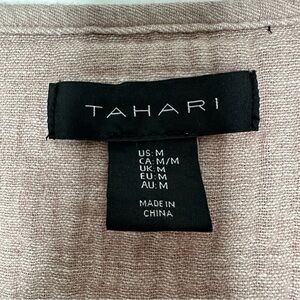 TAHARI
US: M
CA: M/M
UK: M
EU: M
AU: M
MADE IN
CHINA